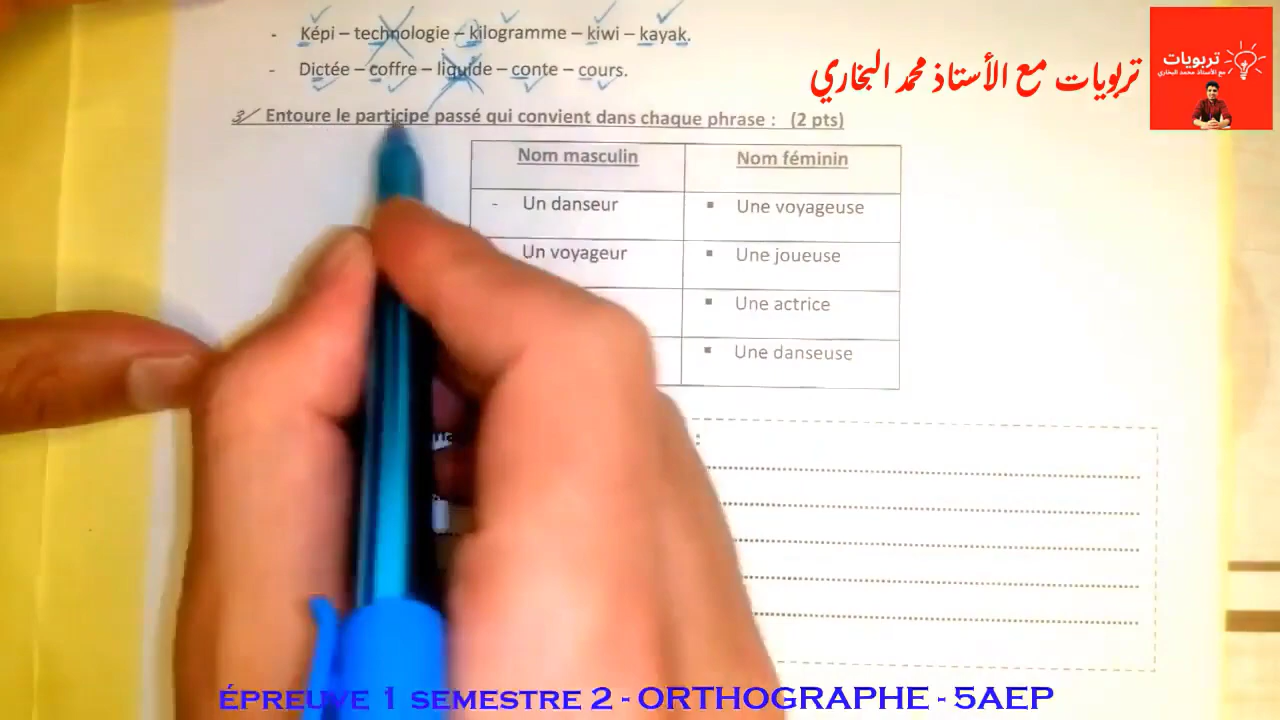 - Képi – technologie – kilogramme – kiwi – kayak.
- Dictée – coffre – liquide – conte – cours.
3/ Entoure le participe passé qui convient dans chaque phrase : (2 pts)
Nom masculin Nom féminin
- Un danseur ▪ Une voyageuse
Un voyageur ▪ Une joueuse
▪ Une actrice
▪ Une danseuse
:
تربويات مع الأستاذ محمد البخاري
تربويات
مع الأستاذ محمد البخاري
ÉPREUVE 1 SEMESTRE 2 - ORTHOGRAPHE - 5AEP